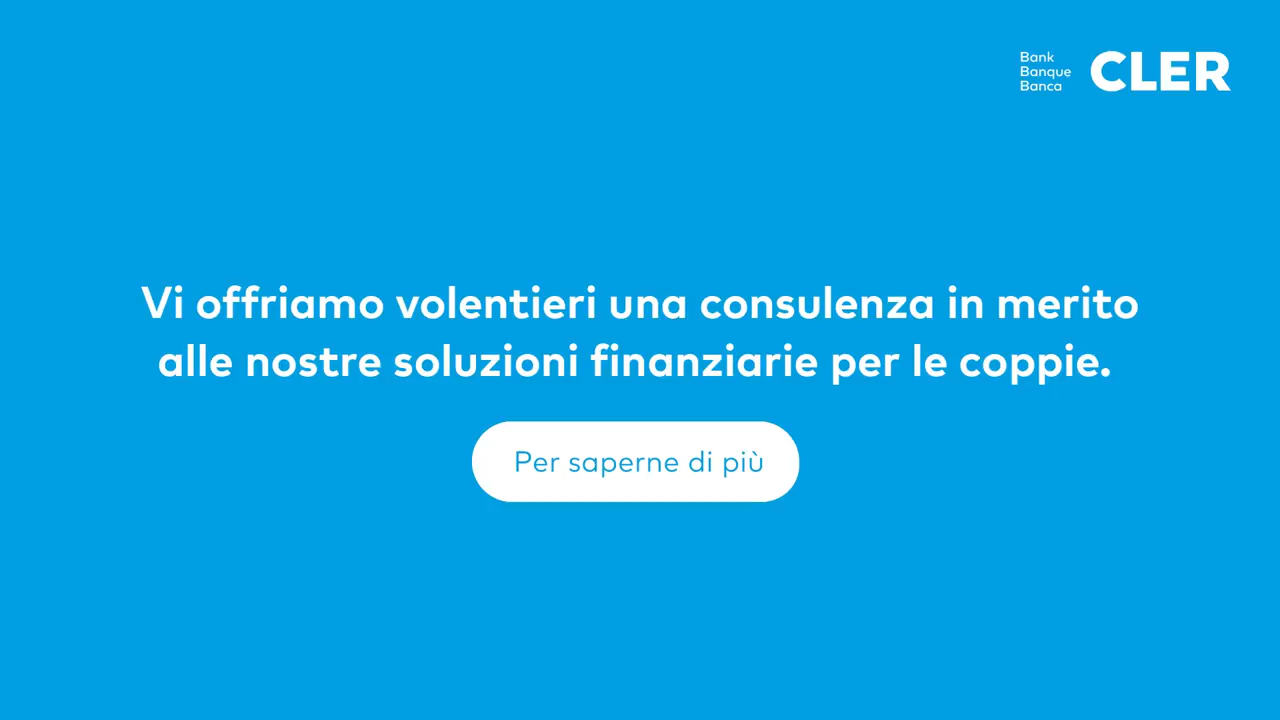 Bank
Banque
Banca
CLER
Vi offriamo volentieri una consulenza in merito
alle nostre soluzioni finanziarie per le coppie.
Per saperne di più